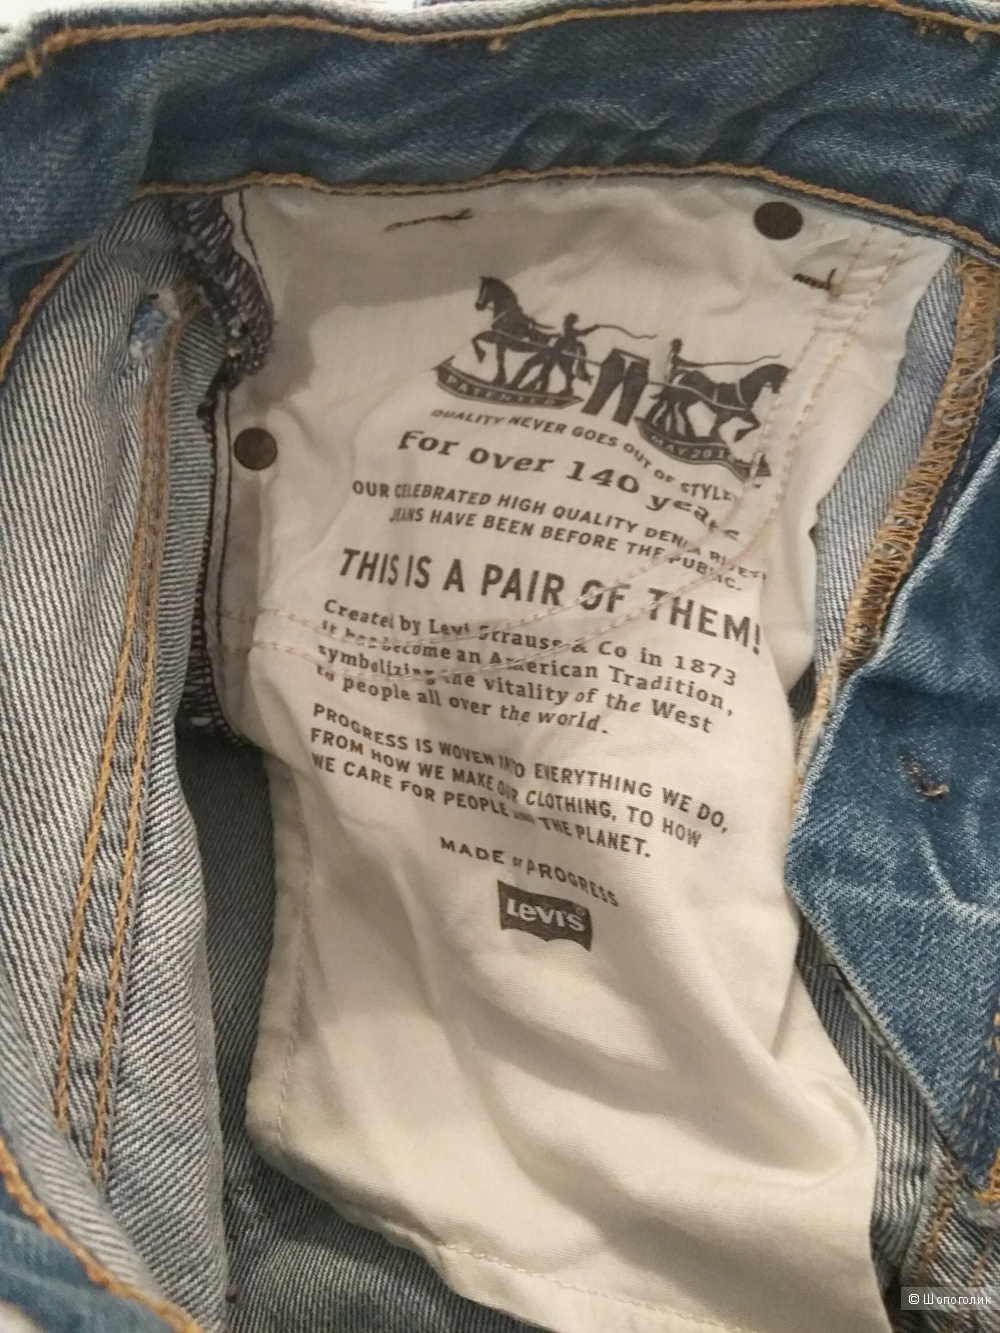 PATENTED
MAY 20 1
QUALITY NEVER GOES OUT OF STYLE
For over 140 years
OUR CELEBRATED HIGH QUALITY DENIM RIVETED
JEANS HAVE BEEN BEFORE THE PUBLIC.
THIS IS A PAIR OF THEM!
Created by Levi Strauss & Co in 1873
It has become an American Tradition,
symbolizing the vitality of the West
to people all over the world.
PROGRESS IS WOVEN INTO EVERYTHING WE DO,
FROM HOW WE MAKE OUR CLOTHING, TO HOW
WE CARE FOR PEOPLE AND THE PLANET.
MADE OF PROGRESS
LEVI'S
© Шопоголик